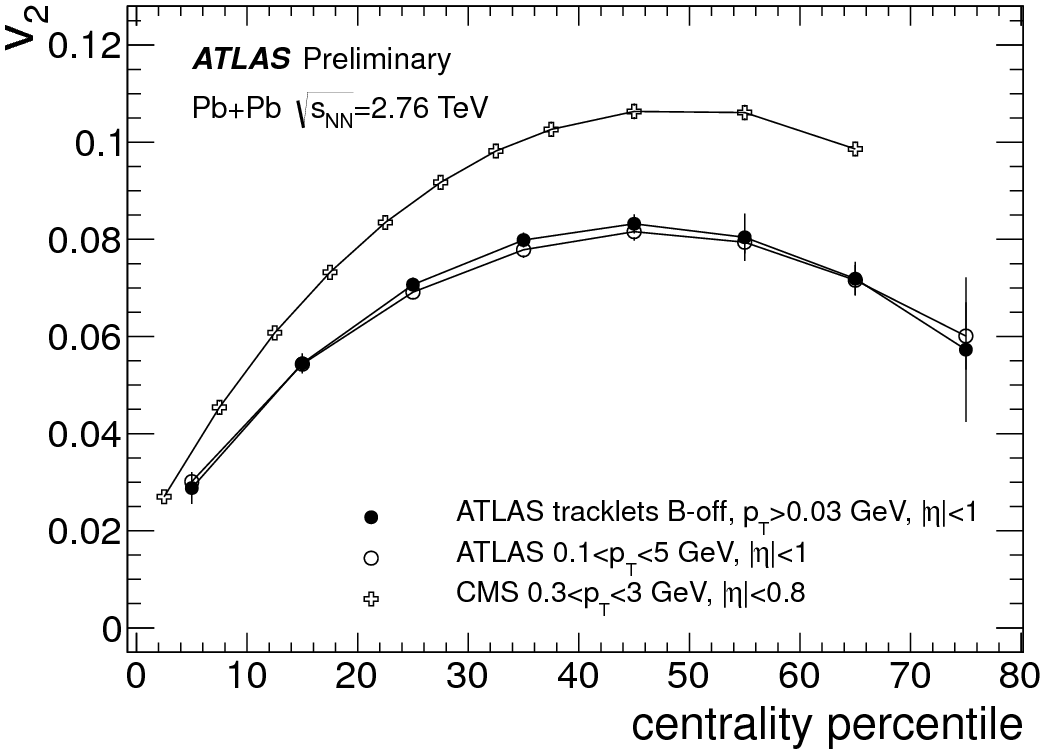 v2
0.12
0.1
0.08
0.06
0.04
0.02
0
ATLAS Preliminary
Pb+Pb √sNN=2.76 TeV
ATLAS tracklets B-off, pT>0.03 GeV, |η|<1
ATLAS 0.1<pT<5 GeV, |η|<1
CMS 0.3<pT<3 GeV, |η|<0.8
0 10 20 30 40 50 60 70 80
centrality percentile